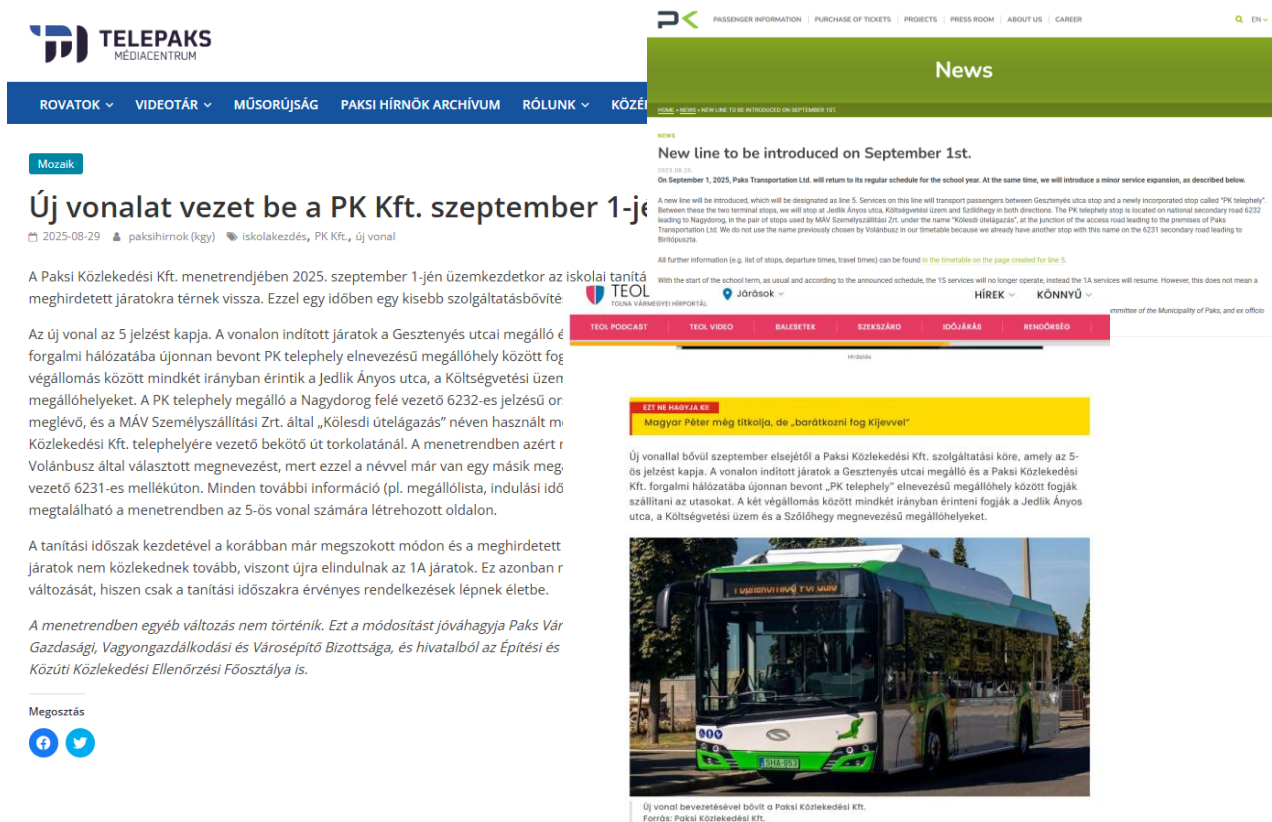 TELEPAKS
MÉDIACENTRUM
ROVATOK
VIDEOTÁR
MŰSORÚJSÁG
PAKSI HÍRNÖK ARCHÍVUM
RÓLUNK
Mozaik
Új vonalat vezet be a PK Kft. szeptember
2025-08-29 paksihirnok (kgy) iskolakezdés, PK Kft., új vonal
A Paksi Közlekedési Kft. menetrendjében 2025. szeptember 1-jén üzemkezdetkor az iskolai tanítá
meghirdetett járatokra térnek vissza. Ezzel egy időben egy kisebb szolgáltatásbővíté
Az új vonal az 5 jelzést kapja. A vonalon indított járatok a Gesztenyés utcai megálló é
forgalmi hálózatába újonnan bevont PK telephely elnevezésű megállóhely között fog
végállomás között mindkét irányban érintik a Jedlik Ányos utca, a Költségvetési üzem
megállóhelyeket. A PK telephely megálló a Nagydorog felé vezető 6232-es jelzésű or
meglévő, és a MÁV Személyszállítási Zrt. által „Kölesdi útelágazás” néven használt m
Közlekedési Kft. telephelyére vezető bekötő út torkolatánál. A menetrendben azért
Volánbusz által választott megnevezést, mert ezzel a névvel már van egy másik meg
vezető 6231-es mellékúton. Minden további információ (pl. megállólista, indulási idő
megtalálható a menetrendben az 5-ös vonal számára létrehozott oldalon.
A tanítási időszak kezdetével a korábban már megszokott módon és a meghirdetett
járatok nem közlekednek tovább, viszont újra elindulnak az 1A járatok. Ez azonban
változását, hiszen csak a tanítási időszakra érvényes rendelkezések lépnek életbe.
A menetrendben egyéb változás nem történik. Ezt a módosítást jóváhagyja Paks Vár
Gazdasági, Vagyongazdálkodási és Városépítő Bizottsága, és hivatalból az Építési és
Közúti Közlekedési Ellenőrzési Főosztálya is.
Megosztás
PK
PASSENGER INFORMATION
PURCHASE OF TICKETS
PROJECTS
PRESS ROOM
ABOUT US
CAREER
EN
News
HOME » NEWS » NEW LINE TO BE INTRODUCED ON SEPTEMBER 1ST.
NEWS
New line to be introduced on September 1st.
2025.08.25.
On September 1, 2025, Paks Transportation Ltd. will return to its regular schedule for the school year. At the same time, we will introduce a minor service expansion, as described below.
A new line will be introduced, which will be designated as line 5. Services on this line will transport passengers between Gesztenyés utca stop and a newly incorporated stop called "PK telephely".
Between these the two terminal stops, we will stop at Jedlik Ányos utca, Költségvetési üzem and Szőlőhegy in both directions. The PK telephely stop is located on national secondary road 6232
leading to Nagydorog, in the pair of stops used by MÁV Személyszállítási Zrt. under the name "Kölesdi útelágazás", at the junction of the access road leading to the premises of Paks
Transportation Ltd. We do not use the name previously chosen by Volánbusz in our timetable because we already have another stop with this name on the 6231 secondary road leading to
Biritópuszta.
All further information (e.g. list of stops, departure times, travel times) can be found in the timetable on the page created for line 5.
With the start of the school term, as usual and according to the announced schedule, the 1S services will no longer operate, instead the 1A services will resume. However, this does not mean a
mmittee of the Municipality of Paks, and ex officio
TEOL
TOLNA VÁRMEGYEI HÍRPORTÁL
Járások
HÍREK
KÖNNYŰ
TEOL PODCAST
TEOL VIDEO
BALESETEK
SZEKSZÁRD
IDŐJÁRÁS
RENDŐRSÉG
Hirdetés
EZT NE HAGYJA KI!
Magyar Péter még titkolja, de „barátkozni fog Kijevvel”
Új vonallal bővül szeptember elsejétől a Paksi Közlekedési Kft. szolgáltatási köre, amely az 5-
ös jelzést kapja. A vonalon indított járatok a Gesztenyés utcai megálló és a Paksi Közlekedési
Kft. forgalmi hálózatába újonnan bevont „PK telephely” elnevezésű megállóhely között fogják
szállítani az utasokat. A két végállomás között mindkét irányban érinteni fogják a Jedlik Ányos
utca, a Költségvetési üzem és a Szőlőhegy megnevezésű megállóhelyeket.
SHA-053
Új vonal bevezetésével bővít a Paksi Közlekedési Kft.
Forrás: Paksi Közlekedési Kft.